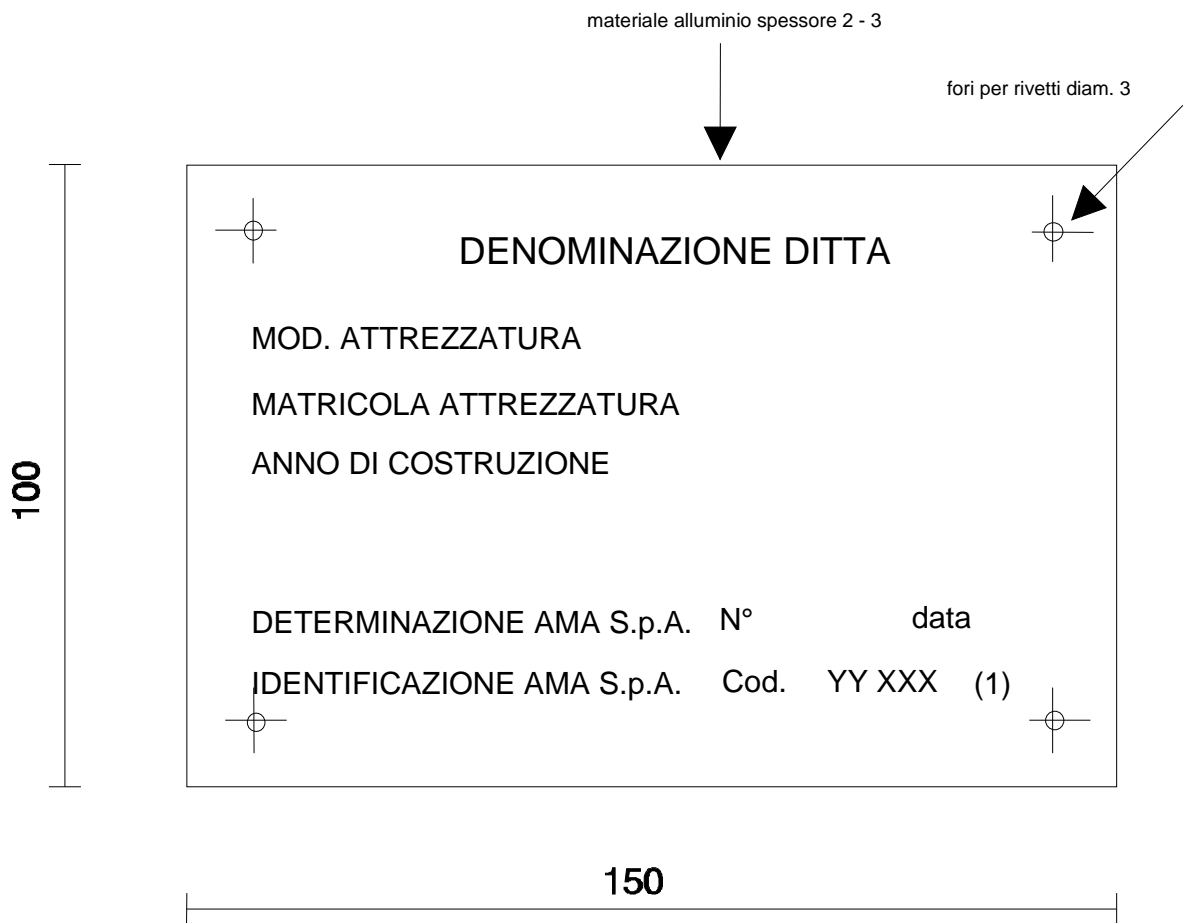 materiale alluminio spessore 2 - 3
fori per rivetti diam. 3
DENOMINAZIONE DITTA
MOD. ATTREZZATURA
MATRICOLA ATTREZZATURA
ANNO DI COSTRUZIONE
100
DETERMINAZIONE AMA S.p.A. N° data
IDENTIFICAZIONE AMA S.p.A. Cod. YY XXX (1)
150